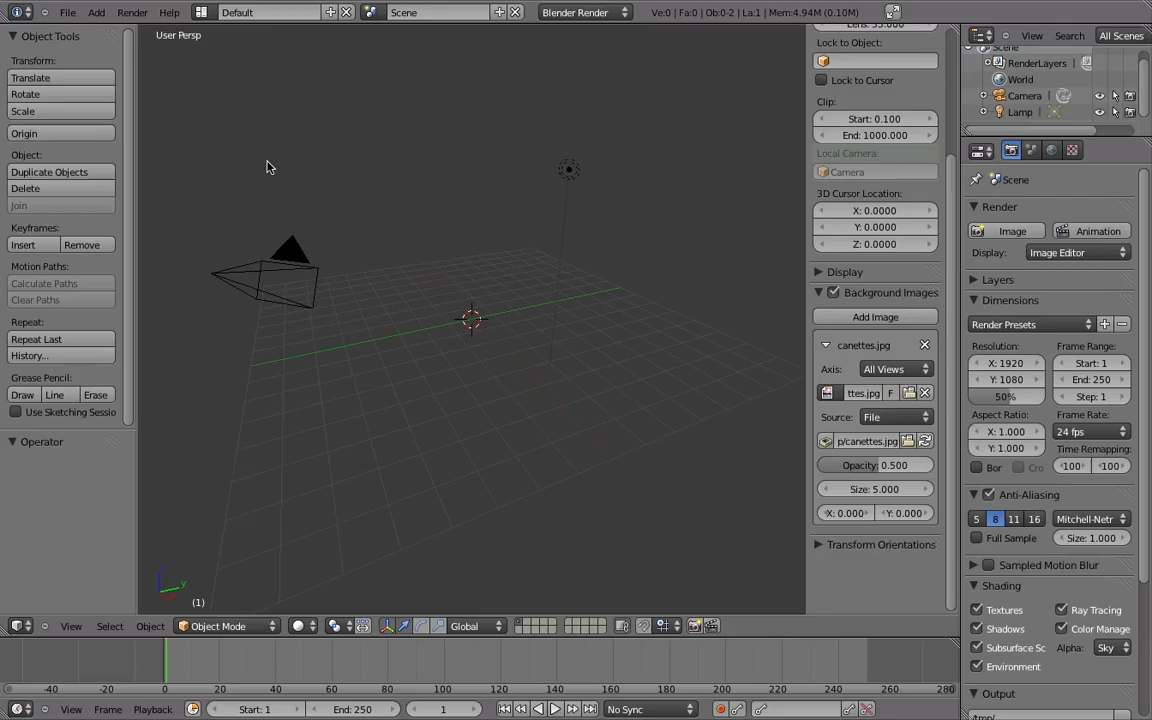 File Add Render Help Default Scene Blender Render Ve:0 | Fa:0 | Ob:0-2 | La:1 | Mem:4.94M (0.10M)
Object Tools
Transform:
Translate
Rotate
Scale
Origin
Object:
Duplicate Objects
Delete
Join
Keyframes:
Insert Remove
Motion Paths:
Calculate Paths
Clear Paths
Repeat:
Repeat Last
History...
Grease Pencil:
Draw Line Erase
Use Sketching Sessio
Operator
User Persp
y
(1)
Lock to Object:
Lock to Cursor
Clip:
Start: 0.100
End: 1000.000
Local Camera:
Camera
3D Cursor Location:
X: 0.0000
Y: 0.0000
Z: 0.0000
Display
Background Images
Add Image
canettes.jpg
Axis: All Views
ttes.jpg F
Source: File
p/canettes.jpg
Opacity: 0.500
Size: 5.000
X: 0.000 Y: 0.000
Transform Orientations
View Search All Scenes
Scene
RenderLayers
World
Camera
Lamp
Scene
Render
Image Animation
Display: Image Editor
Layers
Dimensions
Render Presets
Resolution: Frame Range:
X: 1920 Start: 1
Y: 1080 End: 250
50% Step: 1
Aspect Ratio: Frame Rate:
X: 1.000 24 fps
Y: 1.000 Time Remapping:
Bor Cro 100 100
Anti-Aliasing
5 8 11 16 Mitchell-Netr
Full Sample Size: 1.000
Sampled Motion Blur
Shading
Textures Ray Tracing
Shadows Color Manage
Subsurface Sc Alpha: Sky
Environment
Output
/tmp/
View Select Object Object Mode Global
-40 -20 0 20 40 60 80 100 120 140 160 180 200 220 240 260 280
View Frame Playback Start: 1 End: 250 1 No Sync